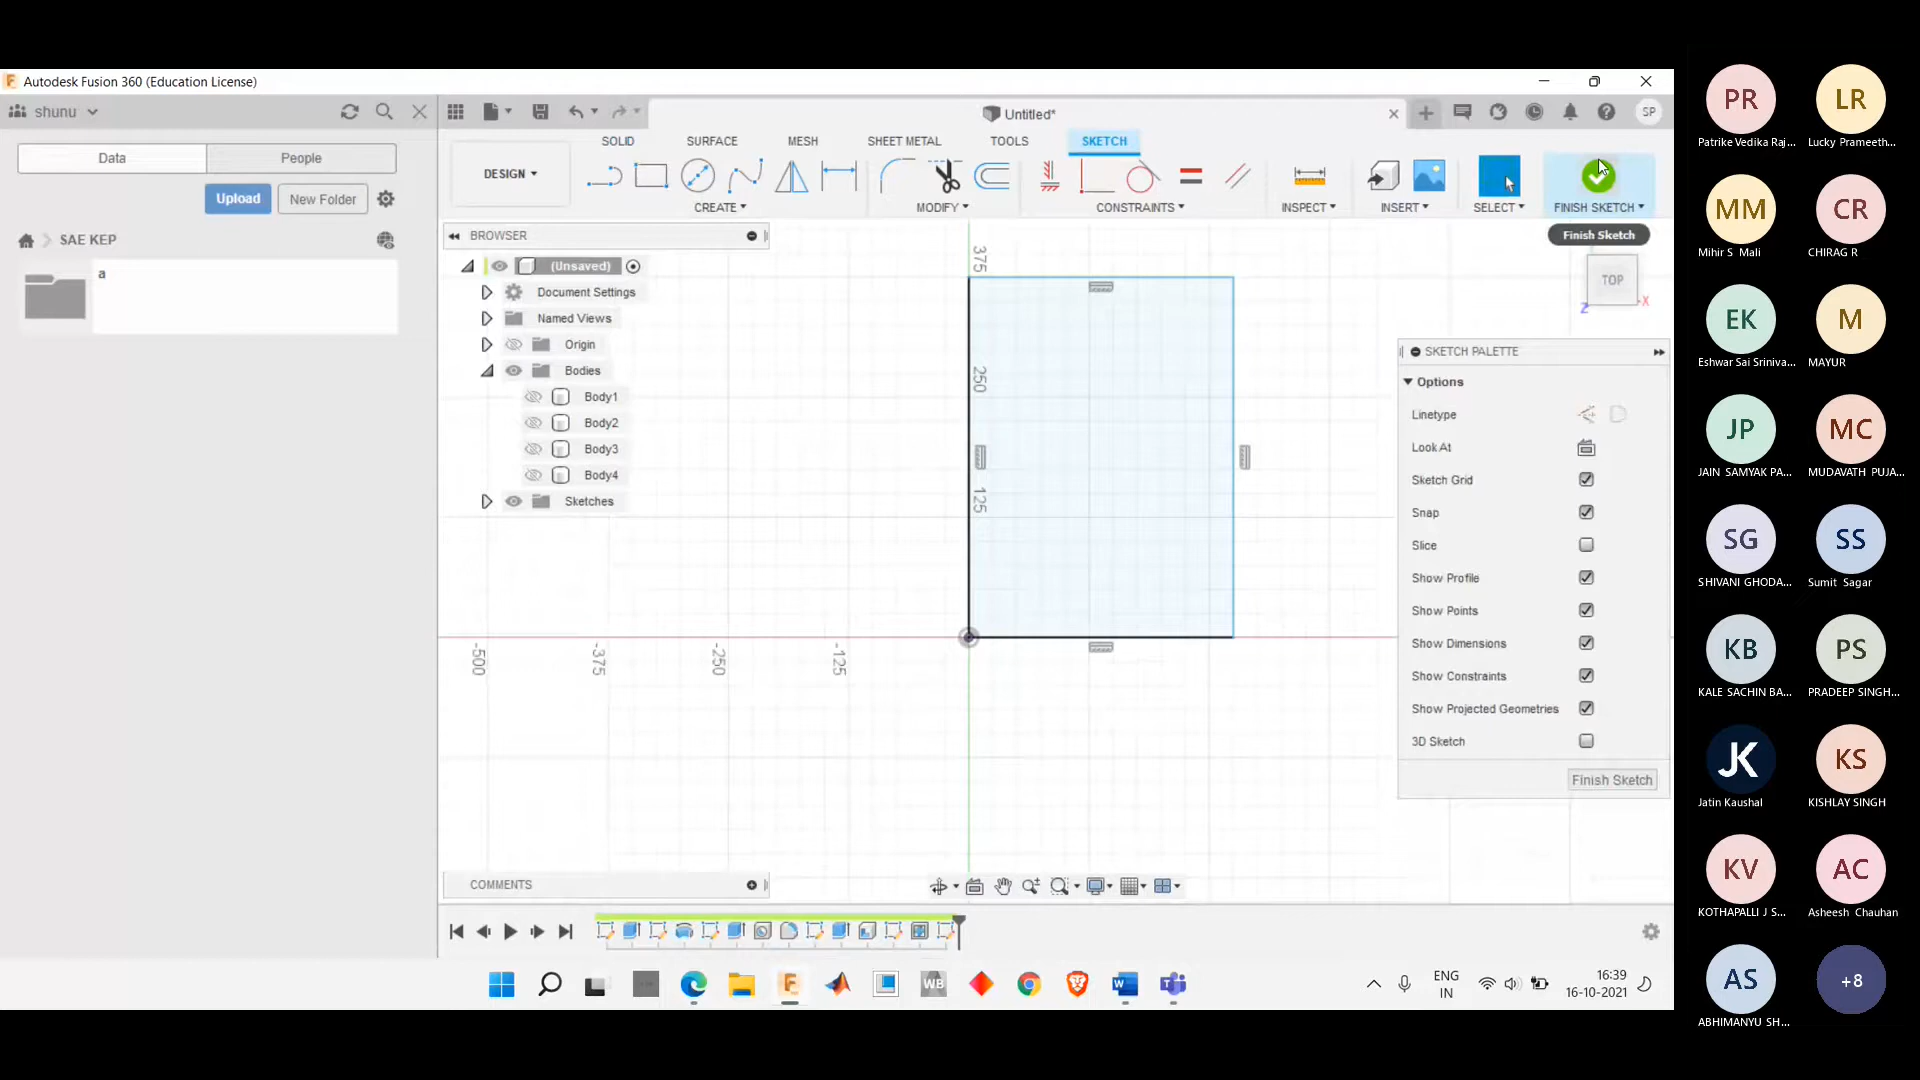 Autodesk Fusion 360 (Education License)
shunu
Untitled*
SP
Data
People
Upload
New Folder
SAE KEP
a
DESIGN
SOLID
SURFACE
MESH
SHEET METAL
TOOLS
SKETCH
CREATE
MODIFY
CONSTRAINTS
INSPECT
INSERT
SELECT
FINISH SKETCH
Finish Sketch
BROWSER
(Unsaved)
Document Settings
Named Views
Origin
Bodies
Body1
Body2
Body3
Body4
Sketches
375
250
125
-500
-375
-250
-125
TOP
X
Z
SKETCH PALETTE
Options
Linetype
Look At
Sketch Grid
Snap
Slice
Show Profile
Show Points
Show Dimensions
Show Constraints
Show Projected Geometries
3D Sketch
Finish Sketch
COMMENTS
WB
ENG
IN
16:39
16-10-2021
PR
Patrike Vedika Raj...
LR
Lucky Prameeth...
MM
Mihir S Mali
CR
CHIRAG R
EK
Eshwar Sai Sriniva...
M
MAYUR
JP
JAIN SAMYAK PA...
MC
MUDAVATH PUJA...
SG
SHIVANI GHODA...
SS
Sumit Sagar
KB
KALE SACHIN BA...
PS
PRADEEP SINGH...
JK
Jatin Kaushal
KS
KISHLAY SINGH
KV
KOTHAPALLI J S...
AC
Asheesh Chauhan
AS
ABHIMANYU SH...
+8